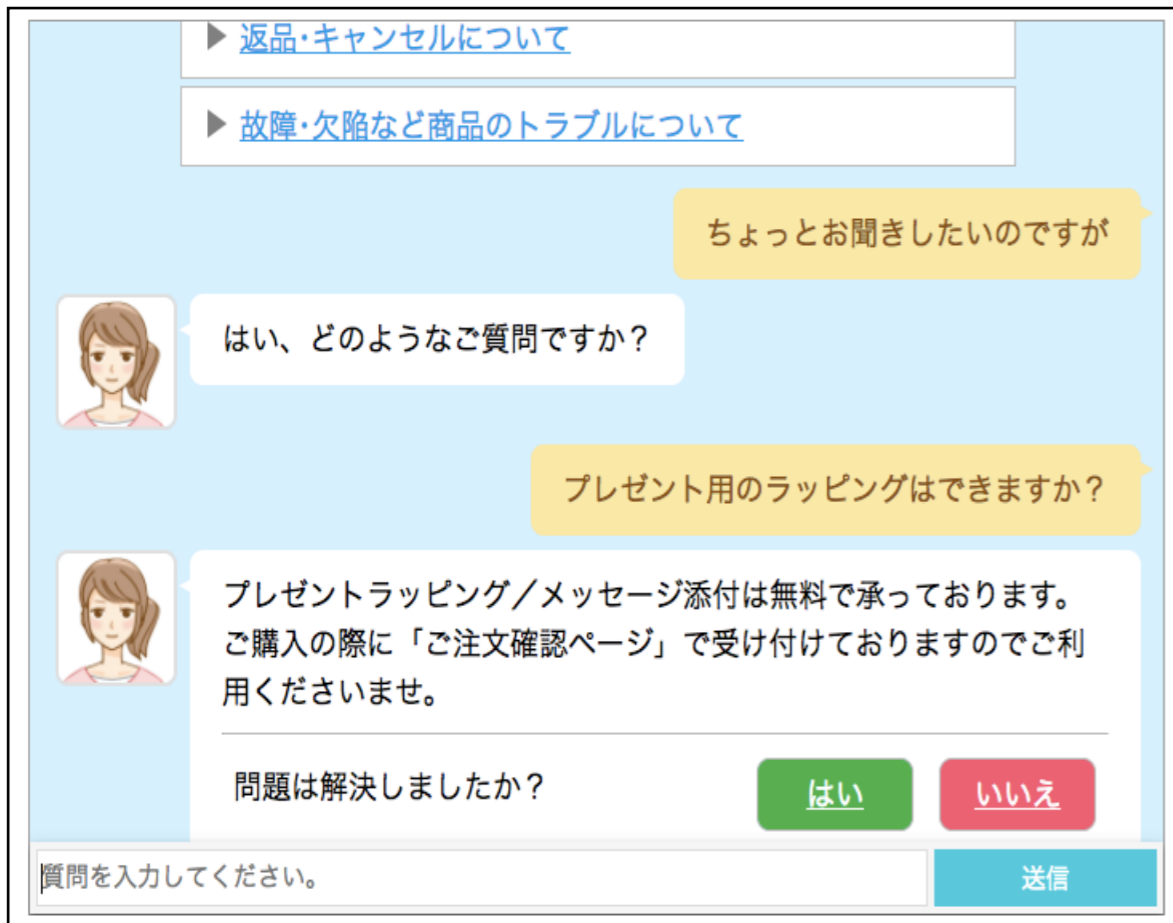 ▶ 返品・キャンセルについて
▶ 故障・欠陥など商品のトラブルについて
ちょっとお聞きしたいのですが
はい、どのようなご質問ですか？
プレゼント用のラッピングはできますか？
プレゼントラッピング／メッセージ添付は無料で承っております。
ご購入の際に「ご注文確認ページ」で受け付けておりますのでご利
用くださいませ。
問題は解決しましたか？ はい いいえ
質問を入力してください。 送信